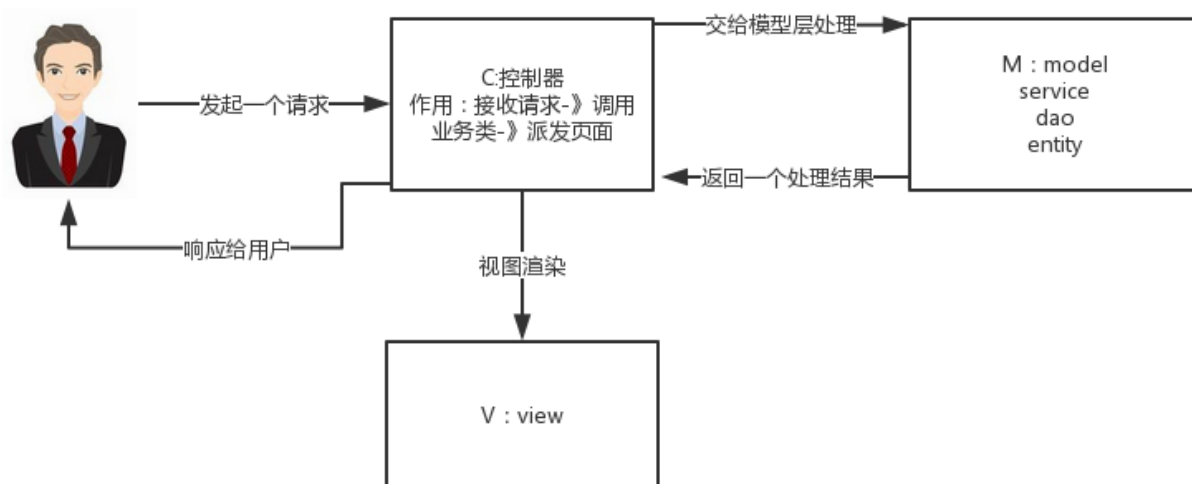 交给模型层处理
C:控制器
作用：接收请求-》调用
业务类-》派发页面
M：model
service
dao
entity
发起一个请求
返回一个处理结果
响应给用户
视图渲染
V：view